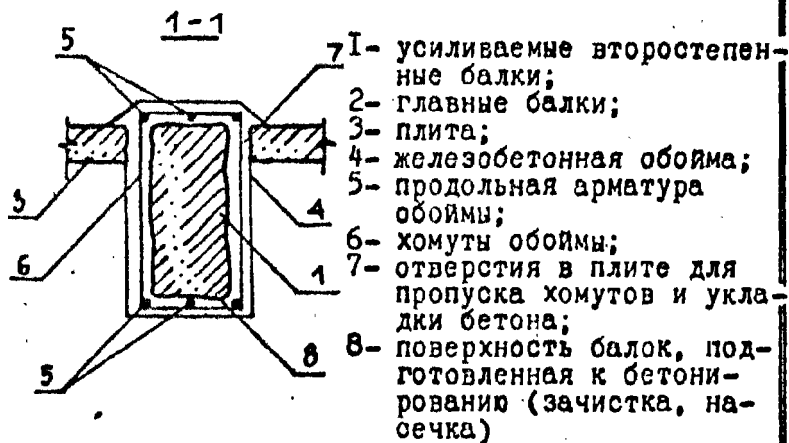 1-1
5
7
3
4
6
1
5
8
I- усиливаемые второстепен-
ные балки;
2- главные балки;
3- плита;
4- железобетонная обойма;
5- продольная арматура
обоймы;
6- хомуты обоймы;
7- отверстия в плите для
пропуска хомутов и укла-
дки бетона;
8- поверхность балок, под-
готовленная к бетони-
рованию (зачистка, на-
сечка)